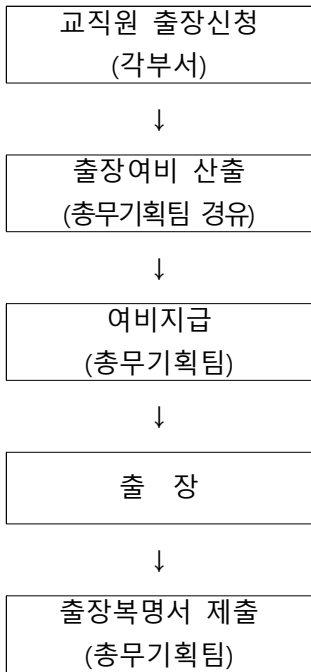 교직원 출장신청
(각부서)
↓
출장여비 산출
(총무기획팀 경유)
↓
여비지급
(총무기획팀)
↓
출 장
↓
출장복명서 제출
(총무기획팀)